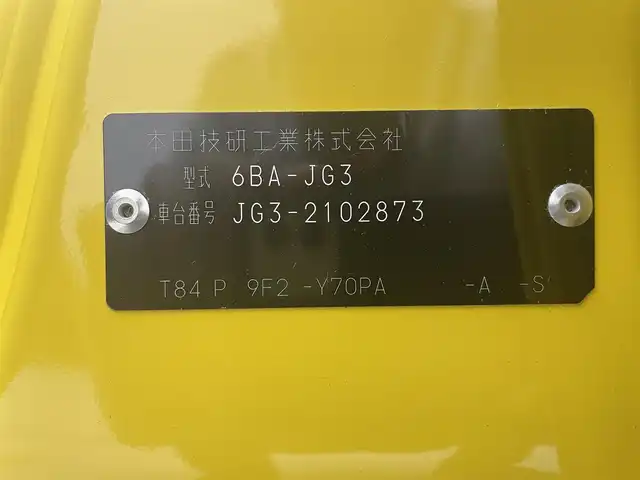 本田技研工業株式会社
型式 6BA-JG3
車台番号 JG3-2102873
T84 P 9F2 -Y70PA -A -S